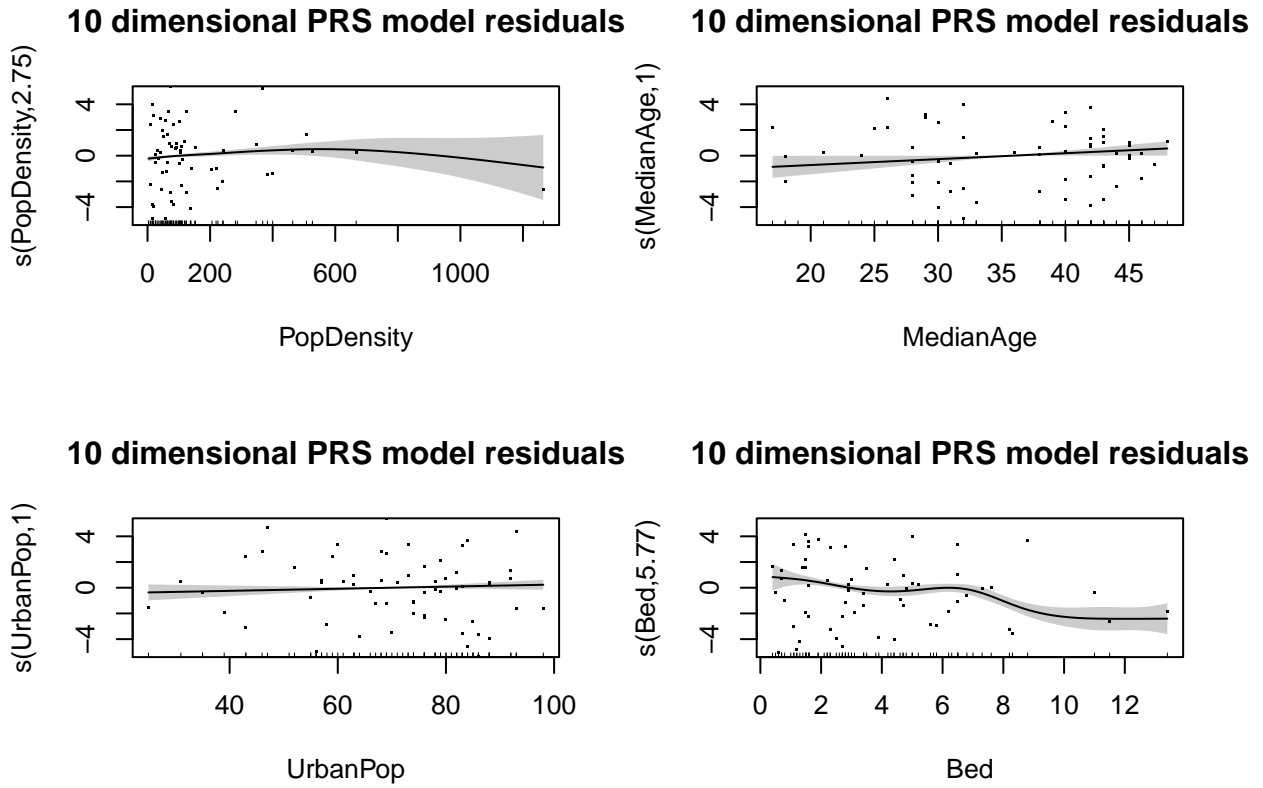 10 dimensional PRS model residuals
s(PopDensity,2.75)
4
0
−4
0 200 600 1000
PopDensity
10 dimensional PRS model residuals
s(MedianAge,1)
4
0
−4
20 25 30 35 40 45
MedianAge
10 dimensional PRS model residuals
s(UrbanPop,1)
4
0
−4
40 60 80 100
UrbanPop
10 dimensional PRS model residuals
s(Bed,5.77)
4
0
−4
0 2 4 6 8 10 12
Bed